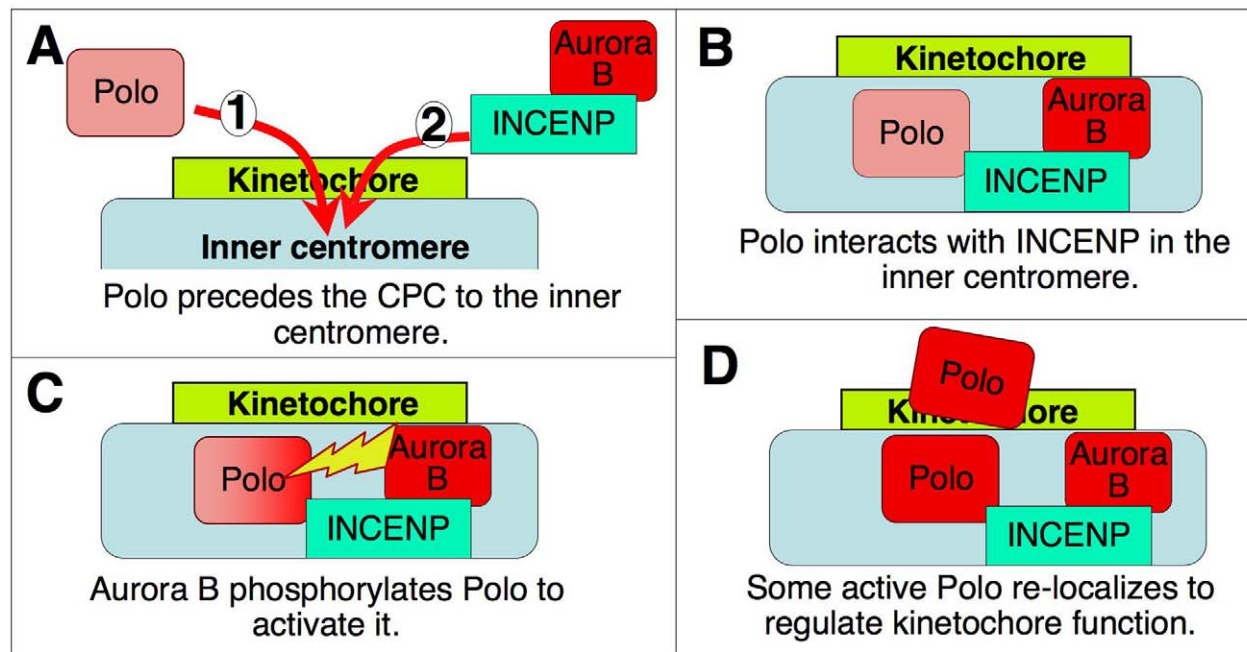 A
Polo
1
2
Aurora
B
INCENP
Kinetochore
Inner centromere
Polo precedes the CPC to the inner
centromere.
B
Kinetochore
Polo
Aurora
B
INCENP
Polo interacts with INCENP in the
inner centromere.
C
Kinetochore
Polo
Aurora
B
INCENP
Aurora B phosphorylates Polo to
activate it.
D
Polo
Kinetochore
Polo
Aurora
B
INCENP
Some active Polo re-localizes to
regulate kinetochore function.